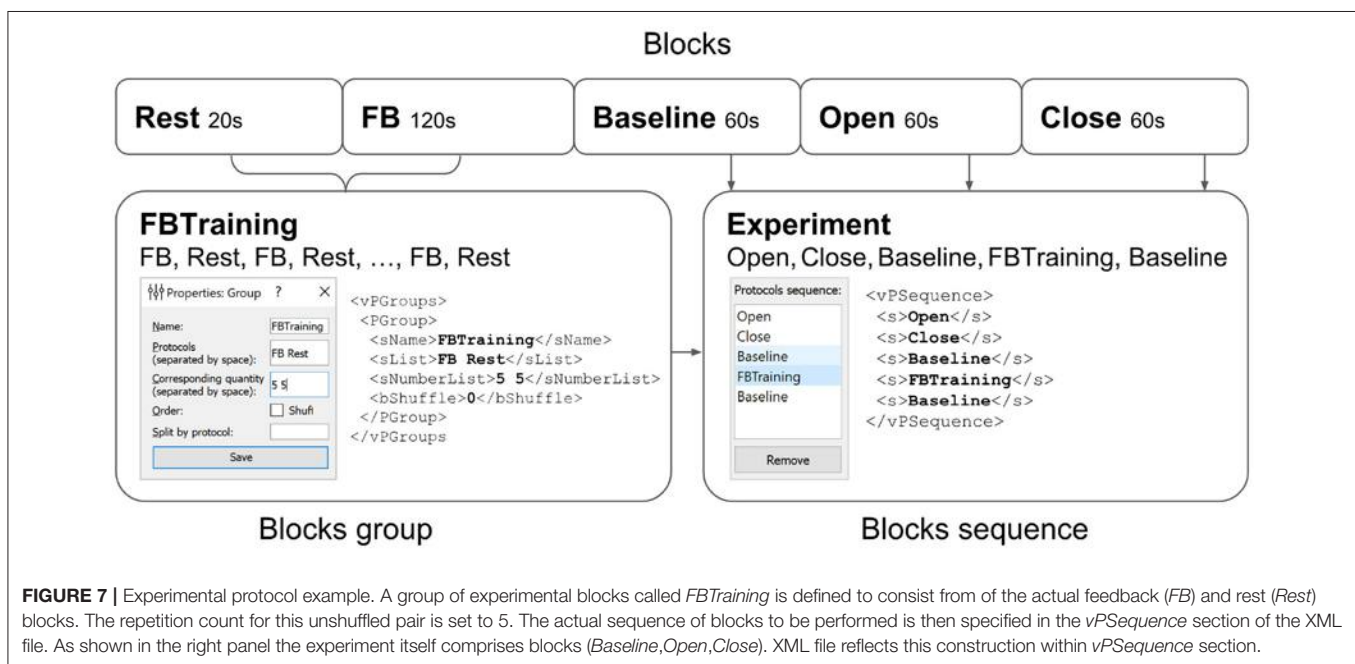 Blocks
Rest 20s
FB 120s
Baseline 60s
Open 60s
Close 60s
FBTraining
FB, Rest, FB, Rest, ..., FB, Rest
Properties: Group ? ×
Name: FBTraining
Protocols
(separated by space): FB Rest
Corresponding quantity
(separated by space): 5 5
Order: Shufl
Split by protocol:
Save
<vPGroups>
<PGroup>
<sName>FBTraining</sName>
<sList>FB Rest</sList>
<sNumberList>5 5</sNumberList>
<bShuffle>0</bShuffle>
</PGroup>
</vPGroups
Blocks group
Experiment
Open, Close, Baseline, FBTraining, Baseline
Protocols sequence:
Open
Close
Baseline
FBTraining
Baseline
Remove
<vPSequence>
<s>Open</s>
<s>Close</s>
<s>Baseline</s>
<s>FBTraining</s>
<s>Baseline</s>
</vPSequence>
Blocks sequence
FIGURE 7 | Experimental protocol example. A group of experimental blocks called FBTraining is defined to consist from of the actual feedback (FB) and rest (Rest)
blocks. The repetition count for this unshuffled pair is set to 5. The actual sequence of blocks to be performed is then specified in the vPSequence section of the XML
file. As shown in the right panel the experiment itself comprises blocks (Baseline,Open,Close). XML file reflects this construction within vPSequence section.